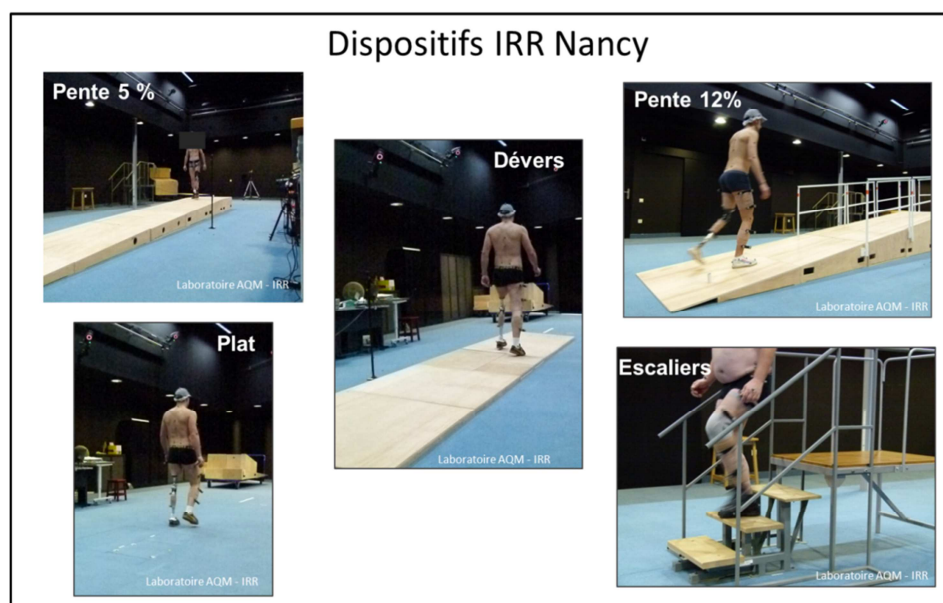 Dispositifs IRR Nancy
Pente 5 %
Laboratoire AQM - IRR
Dévers
Laboratoire AQM - IRR
Pente 12%
Laboratoire AQM - IRR
Plat
Laboratoire AQM - IRR
Escaliers
Laboratoire AQM - IRR